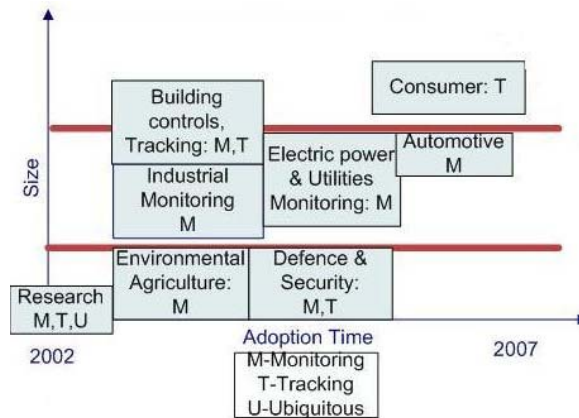 Size
Building
controls,
Tracking: M,T
Consumer: T
Industrial
Monitoring
M
Electric power
& Utilities
Monitoring: M
Automotive
M
Environmental
Agriculture:
M
Defence &
Security:
M,T
Research
M,T,U
2002
Adoption Time
2007
M-Monitoring
T-Tracking
U-Ubiquitous